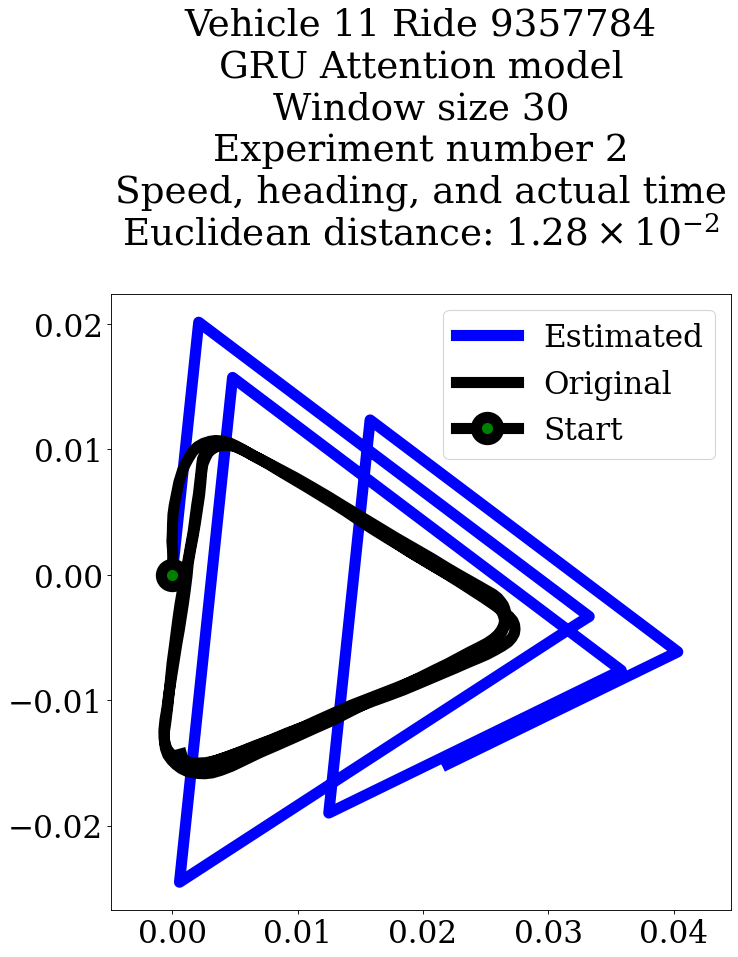 Vehicle 11 Ride 9357784
GRU Attention model
Window size 30
Experiment number 2
Speed, heading, and actual time
Euclidean distance: 1.28 × 10⁻²
Estimated
Original
Start
0.02
0.01
0.00
−0.01
−0.02
0.00 0.01 0.02 0.03 0.04